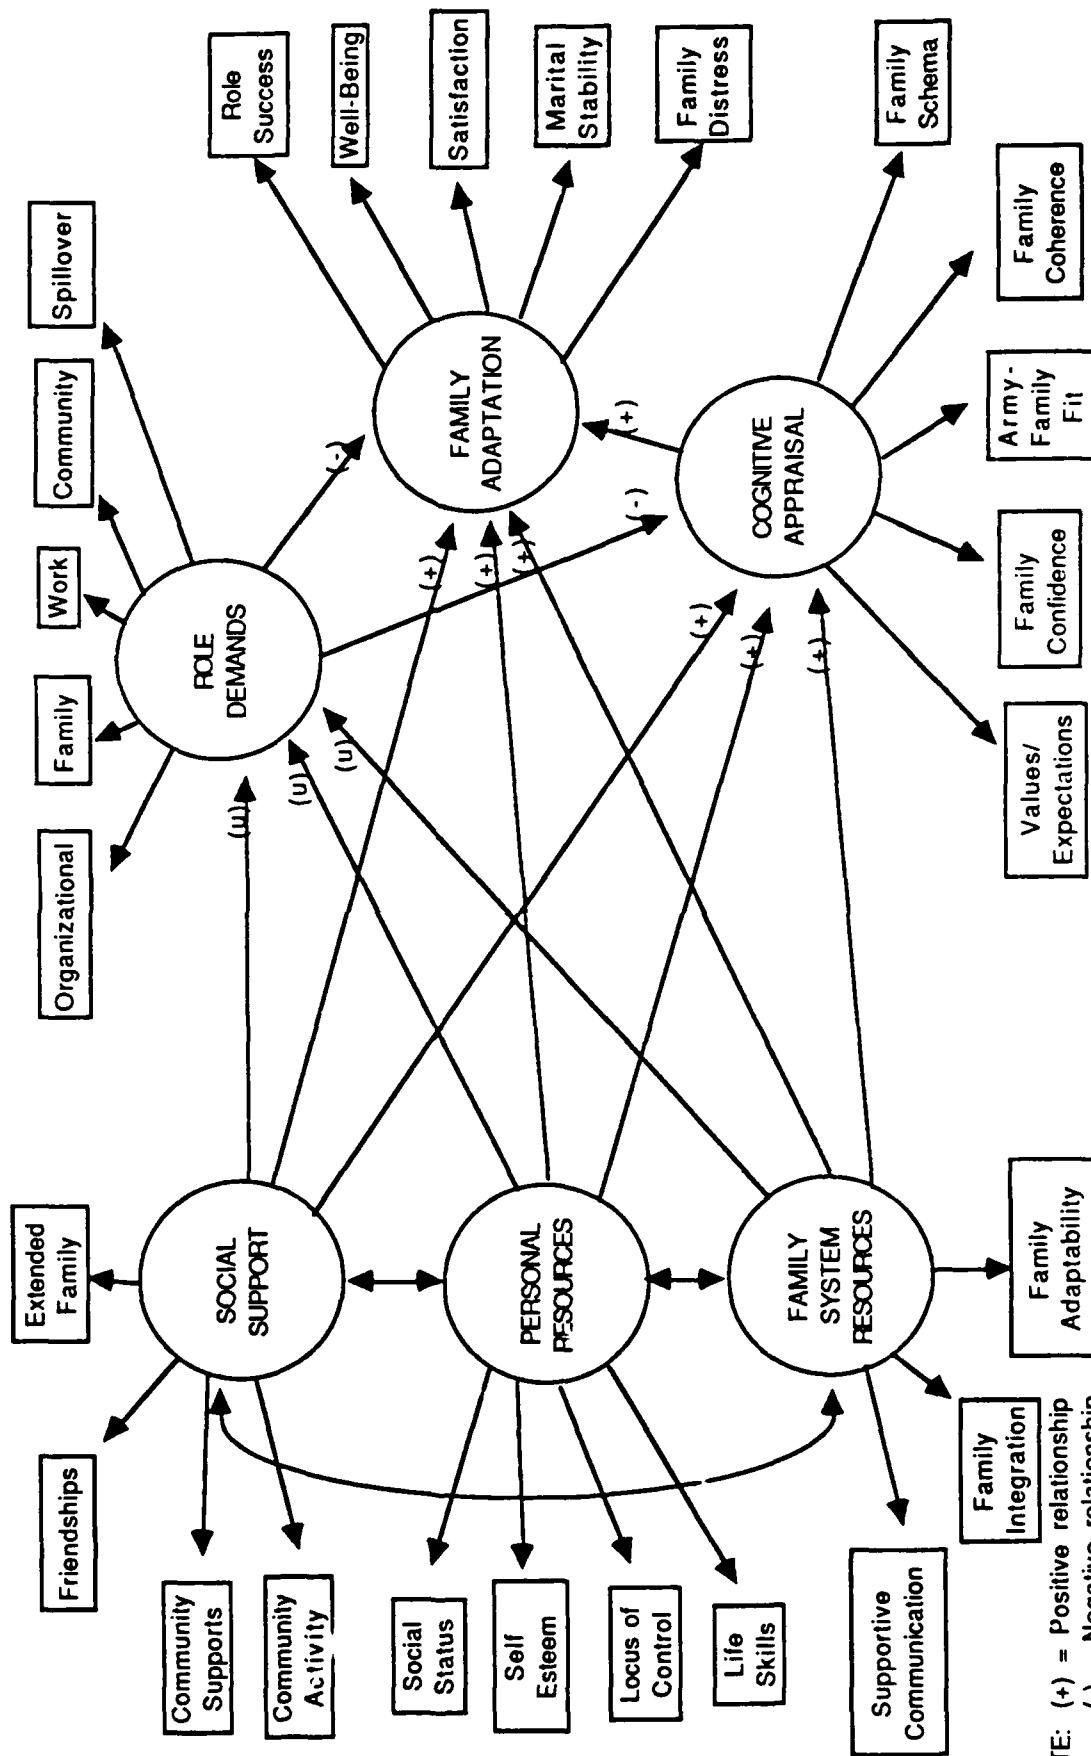 Friendships
Extended
Family
Organizational
Family
Work
Community
Spillover
Community
Supports
Community
Activity
SOCIAL
SUPPORT
(u)
(u)
(u)
ROLE
DEMANDS
Role
Success
Well-Being
Satisfaction
Marital
Stability
Family
Distress
(-)
(+)
(+)
(+)
FAMILY
ADAPTATION
Social
Status
Self
Esteem
Locus of
Control
Life
Skills
PERSONAL
RESOURCES
(-)
(+)
(+)
(+)
(+)
COGNITIVE
APPRAISAL
FAMILY
SYSTEM
RESOURCES
Supportive
Communication
Family
Integration
Family
Adaptability
Values/
Expectations
Family
Confidence
Army-
Family
Fit
Family
Coherence
Family
Schema
TE: (+) = Positive relationship
(-) Negative relationship